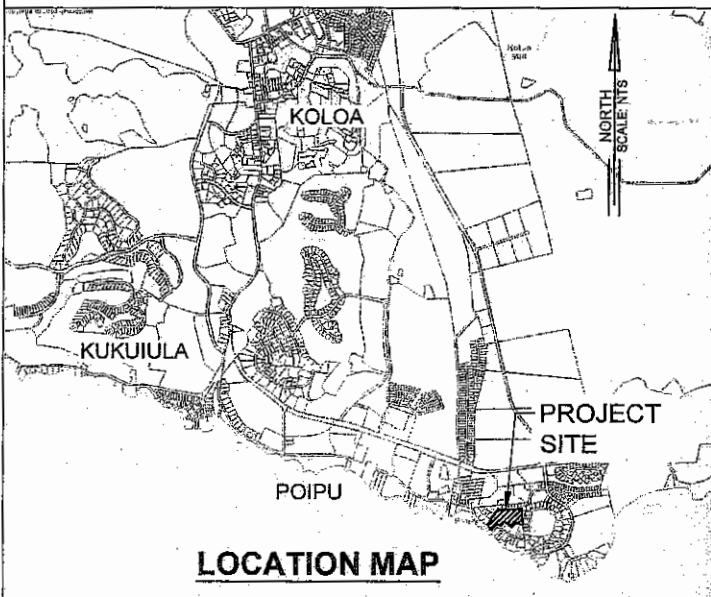 KOLOA
NORTH
SCALE: NTS
KUKUIULA
PROJECT
SITE
POIPU
LOCATION MAP